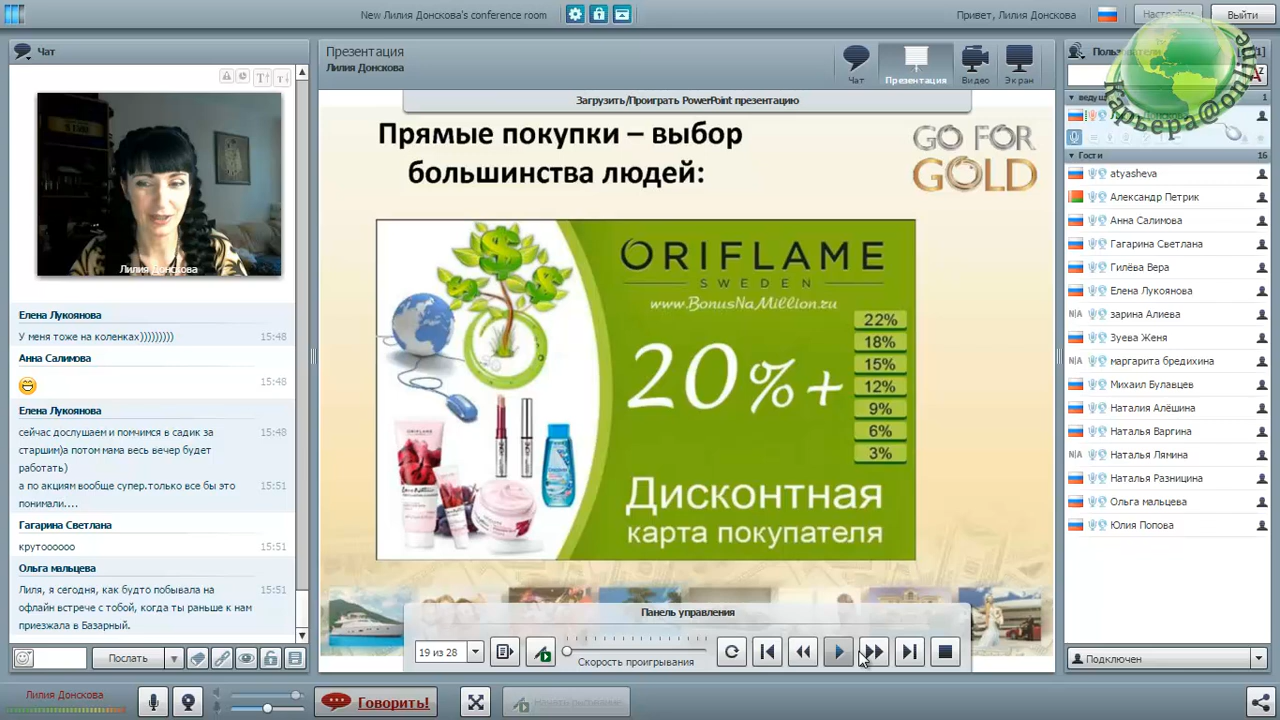 New Лилия Донскова's conference room
Привет, Лилия Донскова
Настройки
Выйти
Чат
Лилия Донскова
Елена Лукоянова
У меня тоже на коленках)))))))))
15:48
Анна Салимова
15:48
Елена Лукоянова
сейчас дослушаем и помчимся в садик за
15:48
старшим)а потом мама весь вечер будет
работать)
а по акциям вообще супер.только все бы это
15:51
понимали....
Гагарина Светлана
крутоооооо
15:51
Ольга мальцева
Лиля, я сегодня, как будто побывала на
15:51
офлайн встрече с тобой, когда ты раньше к нам
приезжала в Базарный.
Послать
Презентация
Лилия Донскова
Чат
Презентация
Видео
Экран
Загрузить/Проиграть PowerPoint презентацию
Прямые покупки – выбор
большинства людей:
GO FOR
GOLD
ORIFLAME
SWEDEN
www.BonusNaMillion.ru
20%+
22%
18%
15%
12%
9%
6%
3%
Дисконтная
карта покупателя
Панель управления
19 из 28
Скорость проигрывания
карьера@online
1
Гости
16
atyasheva
Александр Петрик
Анна Салимова
Гагарина Светлана
Гилёва Вера
Елена Лукоянова
N/A
зарина Алиева
Зуева Женя
N/A
маргарита бредихина
Михаил Булавцев
Наталия Алёшина
Наталья Варгина
N/A
Наталья Лямина
Наталья Разницина
Ольга мальцева
Юлия Попова
Подключен
Лилия Донскова
Говорить!